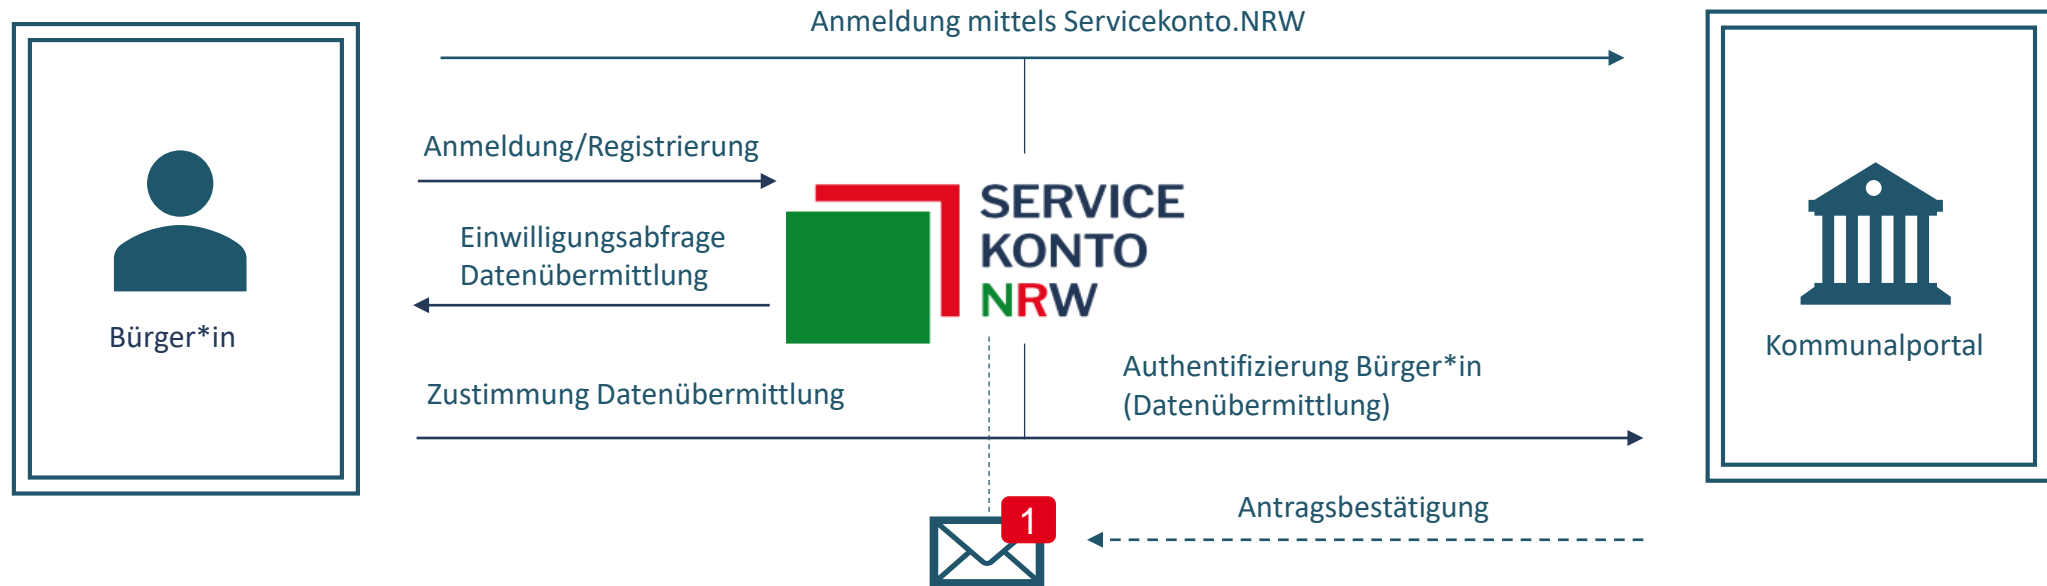 Anmeldung mittels Servicekonto.NRW
Anmeldung/Registrierung
SERVICE
KONTO
NRW
Einwilligungsabfrage
Datenübermittlung
Bürger*in
Kommunalportal
Zustimmung Datenübermittlung
Authentifizierung Bürger*in
(Datenübermittlung)
1
Antragsbestätigung